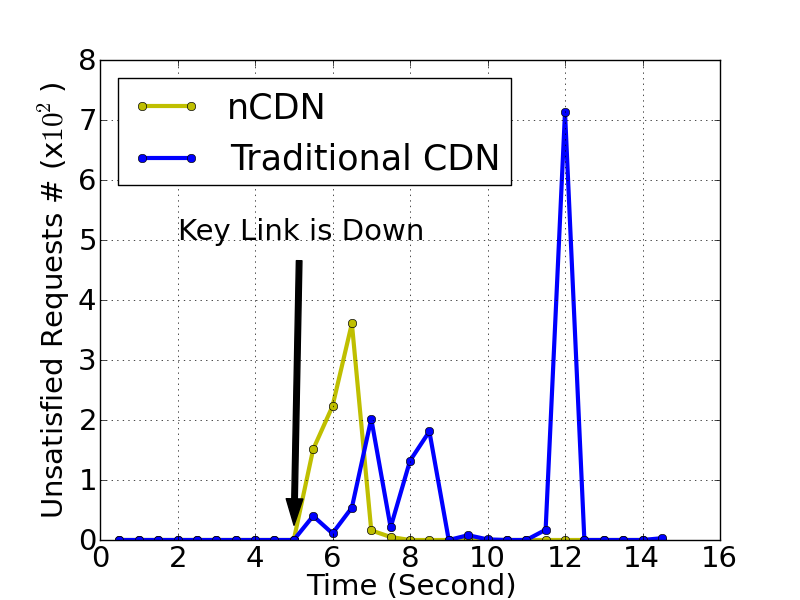 Unsatisfied Requests # (x10²)
8
7
6
5
4
3
2
1
0
nCDN
Traditional CDN
Key Link is Down
0 2 4 6 8 10 12 14 16
Time (Second)